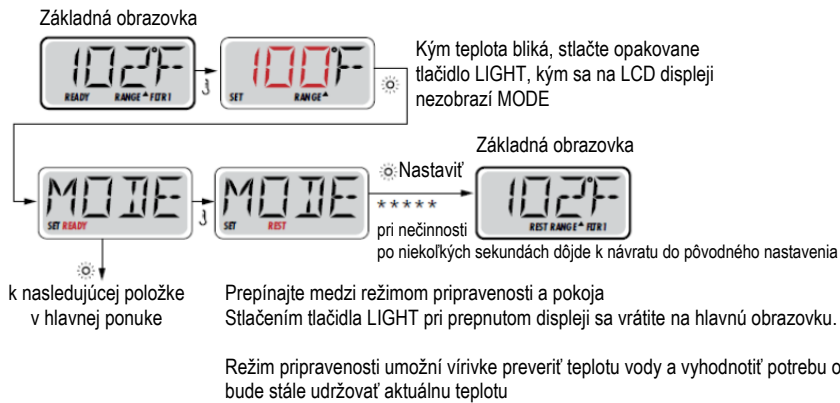 Základná obrazovka
102°F
READY RANGE FLTR1
100°F
SET RANGE
Kým teplota bliká, stlačte opakovane
tlačidlo LIGHT, kým sa na LCD displeji
nezobrazí MODE
MODE
SET READY
MODE
SET REST
Nastaviť
*****
pri nečinnosti
po niekoľkých sekundách dôjde k návratu do pôvodného nastavenia
Základná obrazovka
102°F
REST RANGE FLTR1
k nasledujúcej položke
v hlavnej ponuke
Prepínajte medzi režimom pripravenosti a pokoja
Stlačením tlačidla LIGHT pri prepnutom displeji sa vrátite na hlavnú obrazovku.
Režim pripravenosti umožní vírivke preveriť teplotu vody a vyhodnotiť potrebu o
bude stále udržovať aktuálnu teplotu